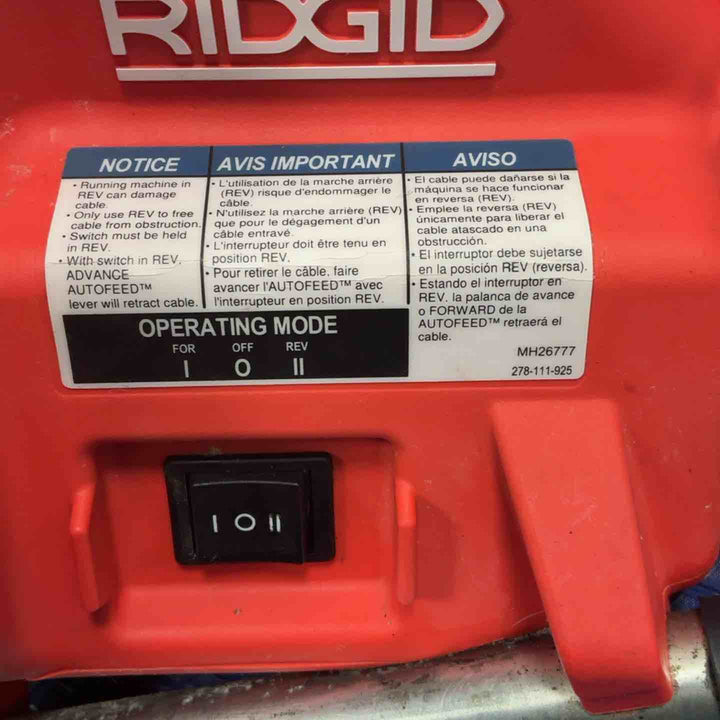 RIDGID
NOTICE
• Running machine in
REV can damage
cable.
• Only use REV to free
cable from obstruction.
• Switch must be held
in REV.
• With switch in REV,
ADVANCE
AUTOFEED™
lever will retract cable.
AVIS IMPORTANT
• L'utilisation de la marche arrière
(REV) risque d'endommager le
câble.
• N'utilisez la marche arrière (REV)
que pour le dégagement d'un
câble entravé.
• L'interrupteur doit être tenu en
position REV.
• Pour retirer le câble, faire
avancer l'AUTOFEED™ avec
l'interrupteur en position REV.
AVISO
• El cable puede dañarse si la
máquina se hace funcionar
en reversa (REV).
• Emplee la reversa (REV)
únicamente para liberar el
cable atascado en una
obstrucción.
• El interruptor debe sujetarse
en la posición REV (reversa).
• Estando el interruptor en
REV, la palanca de avance
o FORWARD de la
AUTOFEED™ retraerá el
cable.
MH26777
278-111-925
OPERATING MODE
FOR OFF REV
I O II
I O II